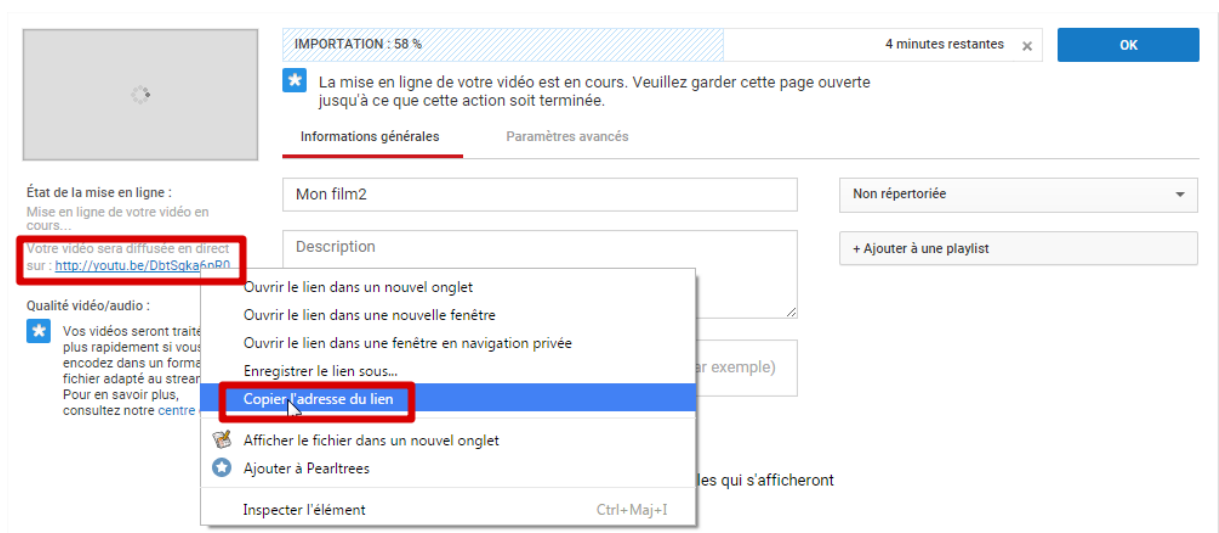 IMPORTATION : 58 %
4 minutes restantes
OK
La mise en ligne de votre vidéo est en cours. Veuillez garder cette page ouverte
jusqu'à ce que cette action soit terminée.
Informations générales
Paramètres avancés
État de la mise en ligne :
Mise en ligne de votre vidéo en
cours...
Votre vidéo sera diffusée en direct
sur : http://youtu.be/DbtSgka6pR0
Mon film2
Non répertoriée
Description
+ Ajouter à une playlist
Qualité vidéo/audio :
Vos vidéos seront traite
plus rapidement si vous
encodez dans un forma
fichier adapté au strear
Pour en savoir plus,
consultez notre centre
Ouvrir le lien dans un nouvel onglet
Ouvrir le lien dans une nouvelle fenêtre
Ouvrir le lien dans une fenêtre en navigation privée
Enregistrer le lien sous...
Copier l'adresse du lien
Afficher le fichier dans un nouvel onglet
Ajouter à Pearltrees
Inspecter l'élément Ctrl+Maj+I
ar exemple)
les qui s'afficheront